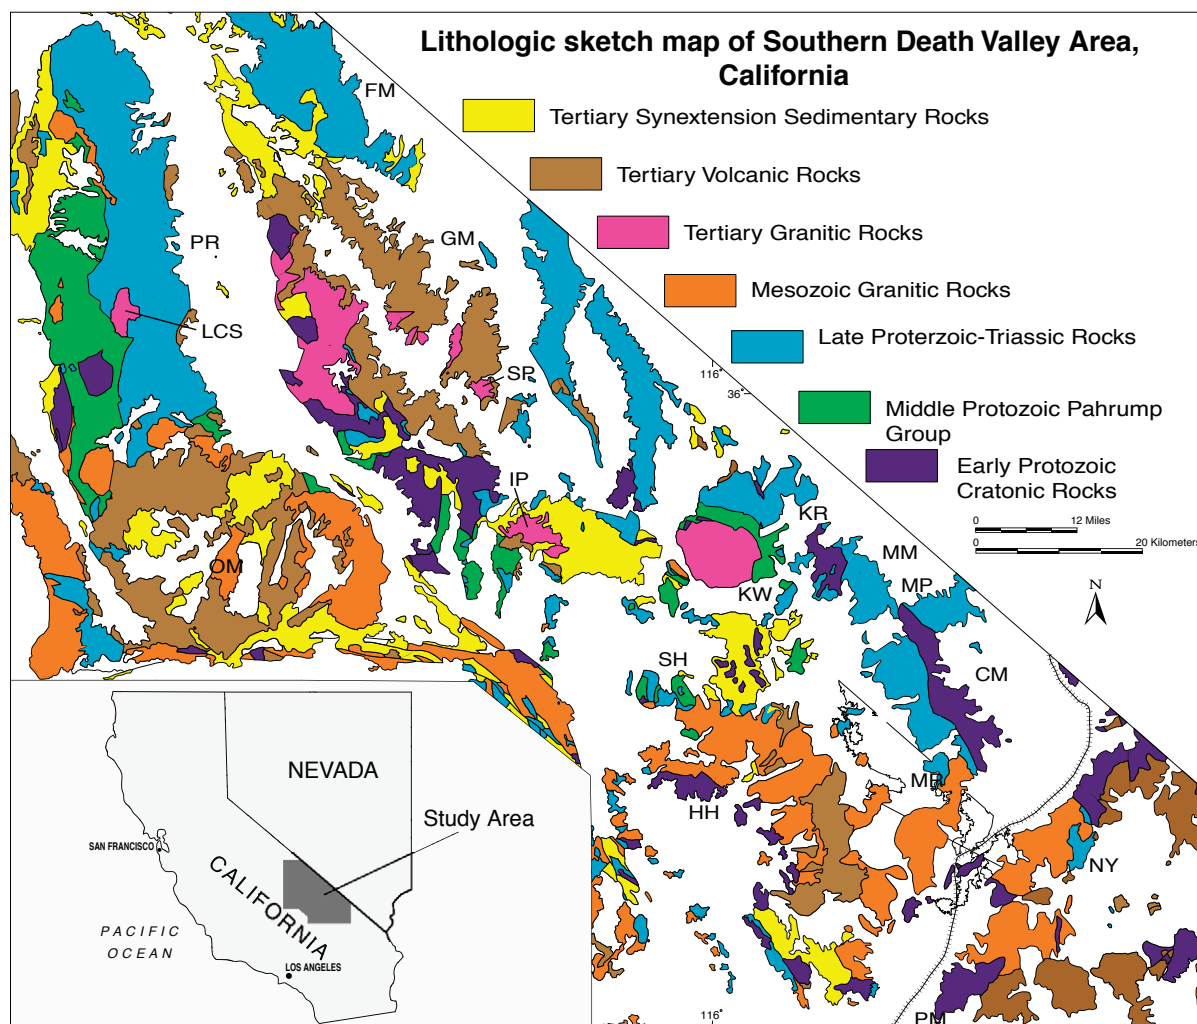 Lithologic sketch map of Southern Death Valley Area,
California
FM
Tertiary Synextension Sedimentary Rocks
Tertiary Volcanic Rocks
Tertiary Granitic Rocks
PR
GM
Mesozoic Granitic Rocks
LCS
Late Proterzoic-Triassic Rocks
SP
116°
36°
Middle Protozoic Pahrump
Group
Early Protozoic
Cratonic Rocks
IP
KR
0 12 Miles
0 20 Kilometers
MM
OM
MP
KW
N
SH
CM
MR
HH
NY
NEVADA
Study Area
SAN FRANCISCO
CALIFORNIA
PACIFIC
OCEAN
LOS ANGELES
116°
PM